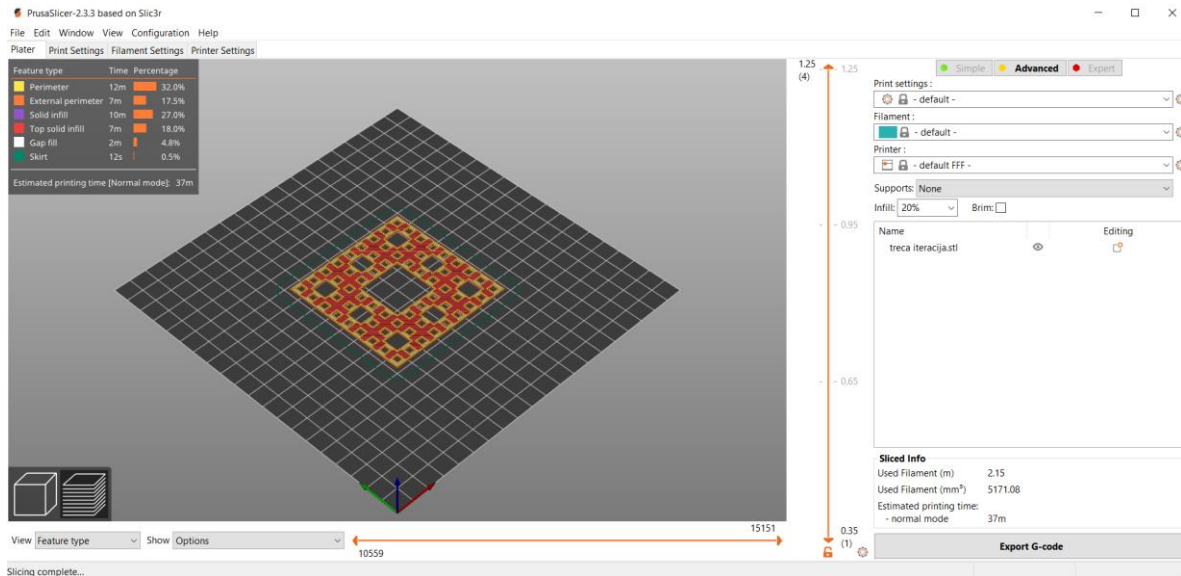 PrusaSlicer-2.3.3 based on Slic3r
File Edit Window View Configuration Help
Plater Print Settings Filament Settings Printer Settings
Feature type Time Percentage
Perimeter 12m 32.0%
External perimeter 7m 17.5%
Solid infill 10m 27.0%
Top solid infill 7m 18.0%
Gap fill 2m 4.8%
Skirt 12s 0.5%
Estimated printing time [Normal mode]: 37m
1.25
(4)
1.25
0.95
0.65
0.35
(1)
Simple Advanced Expert
Print settings :
- default -
Filament :
- default -
Printer :
- default FFF -
Supports: None
Infill: 20% Brim:
Name Editing
treca iteracija.stl
Sliced Info
Used Filament (m) 2.15
Used Filament (mm³) 5171.08
Estimated printing time:
- normal mode 37m
Export G-code
View Feature type Show Options
15151
10559
Slicing complete...